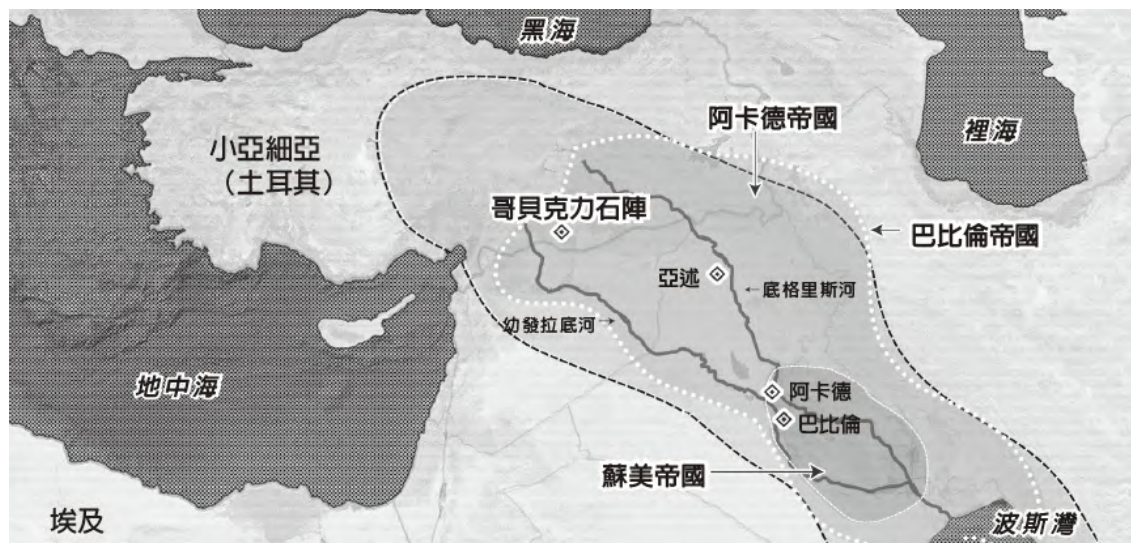 黑海
阿卡德帝國
裡海
小亞細亞
（土耳其）
哥貝克力石陣
巴比倫帝國
亞述
底格里斯河
幼發拉底河
地中海
阿卡德
巴比倫
蘇美帝國
埃及
波斯灣